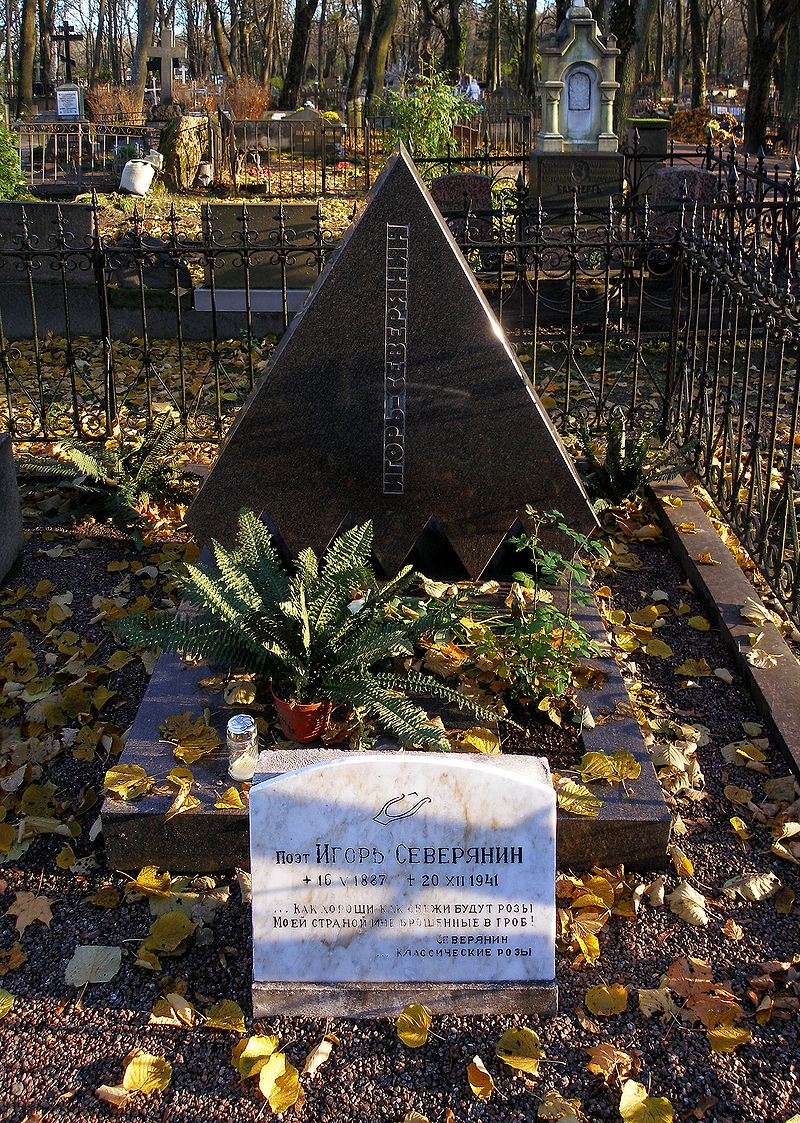 ИГОРЬ-СЕВЕРЯНИН
Поэт Игорь Северянин
+ 16 V 1887 + 20 XII 1941
... Как хороши, как свежи будут розы
Моей страной мне брошенные в гроб!
Северянин
... Классические розы